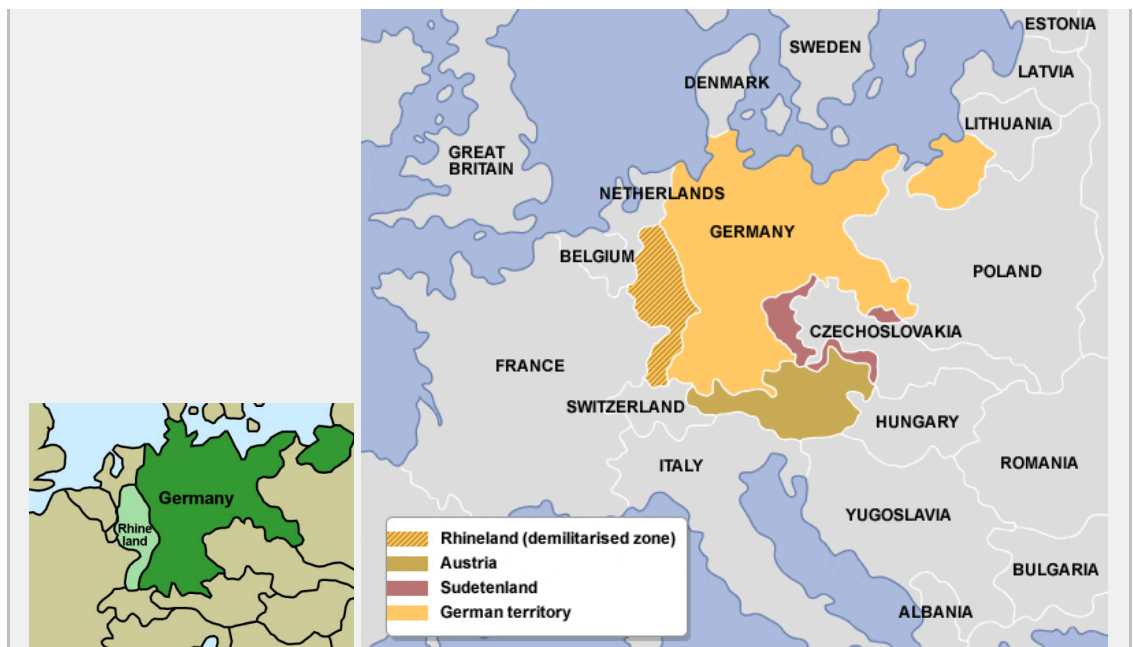 ESTONIA
SWEDEN
LATVIA
DENMARK
LITHUANIA
GREAT
BRITAIN
NETHERLANDS
GERMANY
BELGIUM
POLAND
CZECHOSLOVAKIA
FRANCE
SWITZERLAND
HUNGARY
ITALY
ROMANIA
YUGOSLAVIA
BULGARIA
ALBANIA
Rhineland (demilitarised zone)
Austria
Sudetenland
German territory
Germany
Rhine
land